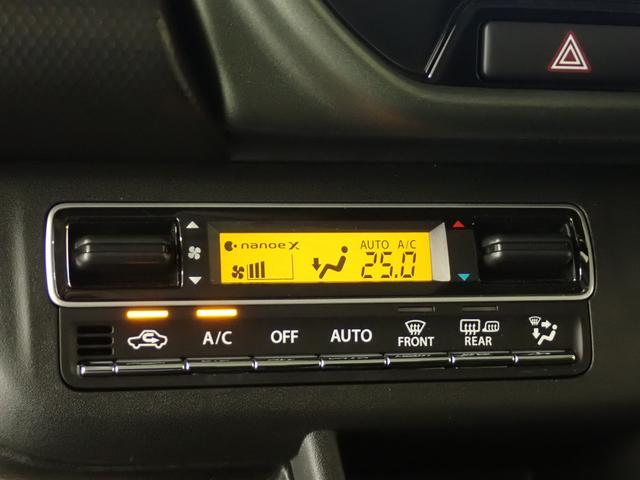 nanoe X
AUTO A/C
25.0
A/C OFF AUTO FRONT REAR